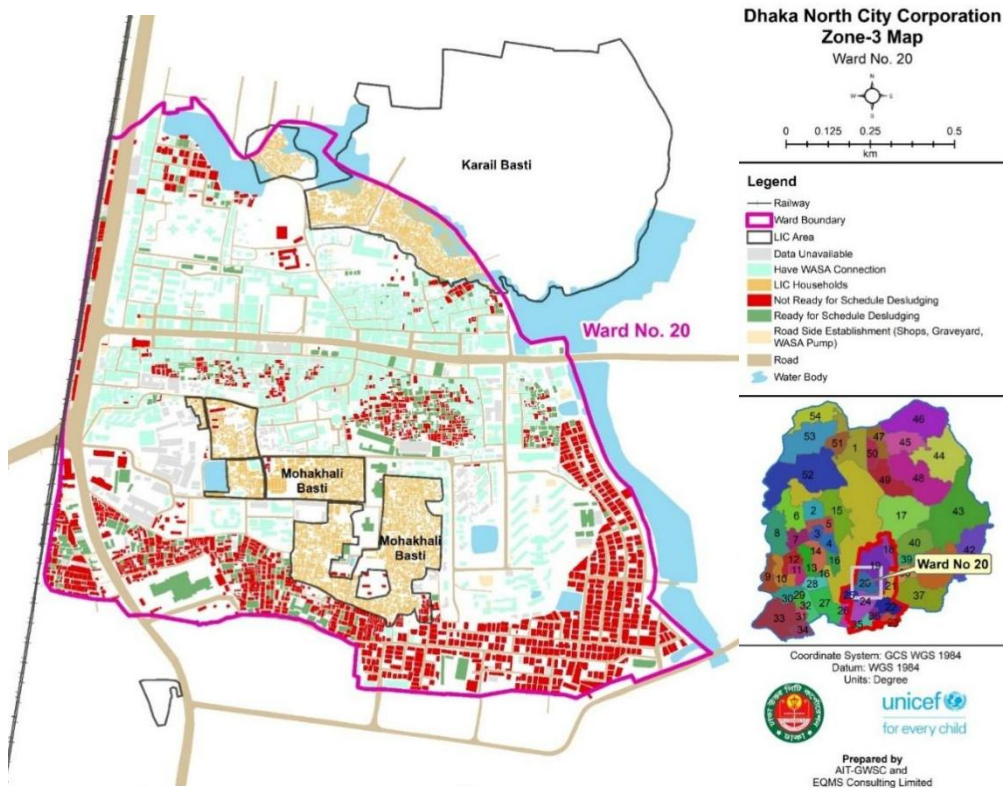 Dhaka North City Corporation
Zone-3 Map
Ward No. 20
N
W
E
S
0 0.125 0.25 0.5
km
Legend
Railway
Ward Boundary
LIC Area
Data Unavailable
Have WASA Connection
LIC Households
Not Ready for Schedule Desludging
Ready for Schedule Desludging
Road Side Establishment (Shops, Graveyard,
WASA Pump)
Road
Water Body
Karail Basti
Ward No. 20
Mohakhali
Basti
Mohakhali
Basti
54
46
53
51
1
47
45
50
44
52
49
48
6
2
15
17
43
8
5
7
3
4
40
42
14
18
12
13
16
39
11
16
19
Ward No 20
9
10
28
20
21
37
30
29
25
24
22
33
32
27
26
31
36
35
34
Coordinate System: GCS WGS 1984
Datum: WGS 1984
Units: Degree
unicef
for every child
Prepared by
AIT-GWSC and
EQMS Consulting Limited